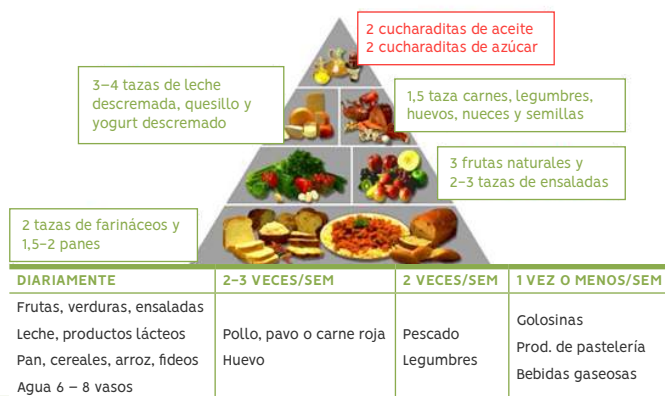 2 cucharaditas de aceite
2 cucharaditas de azúcar
3–4 tazas de leche
descremada, quesillo y
yogurt descremado
1,5 taza carnes, legumbres,
huevos, nueces y semillas
3 frutas naturales y
2–3 tazas de ensaladas
2 tazas de farináceos y
1,5–2 panes
DIARIAMENTE
Frutas, verduras, ensaladas
Leche, productos lácteos
Pan, cereales, arroz, fideos
Agua 6 – 8 vasos
2–3 VECES/SEM
Pollo, pavo o carne roja
Huevo
2 VECES/SEM
Pescado
Legumbres
1 VEZ O MENOS/SEM
Golosinas
Prod. de pastelería
Bebidas gaseosas